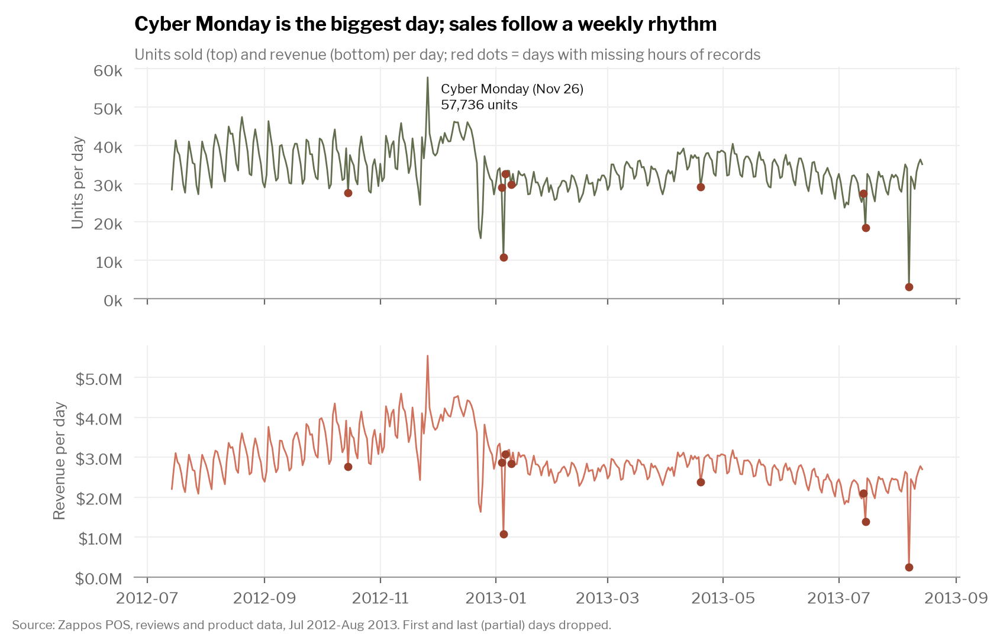 Cyber Monday is the biggest day; sales follow a weekly rhythm
Units sold (top) and revenue (bottom) per day; red dots = days with missing hours of records
Units per day
60k
50k
40k
30k
20k
10k
0k
Cyber Monday (Nov 26)
57,736 units
Revenue per day
$5.0M
$4.0M
$3.0M
$2.0M
$1.0M
$0.0M
2012-07 2012-09 2012-11 2013-01 2013-03 2013-05 2013-07 2013-09
Source: Zappos POS, reviews and product data, Jul 2012-Aug 2013. First and last (partial) days dropped.